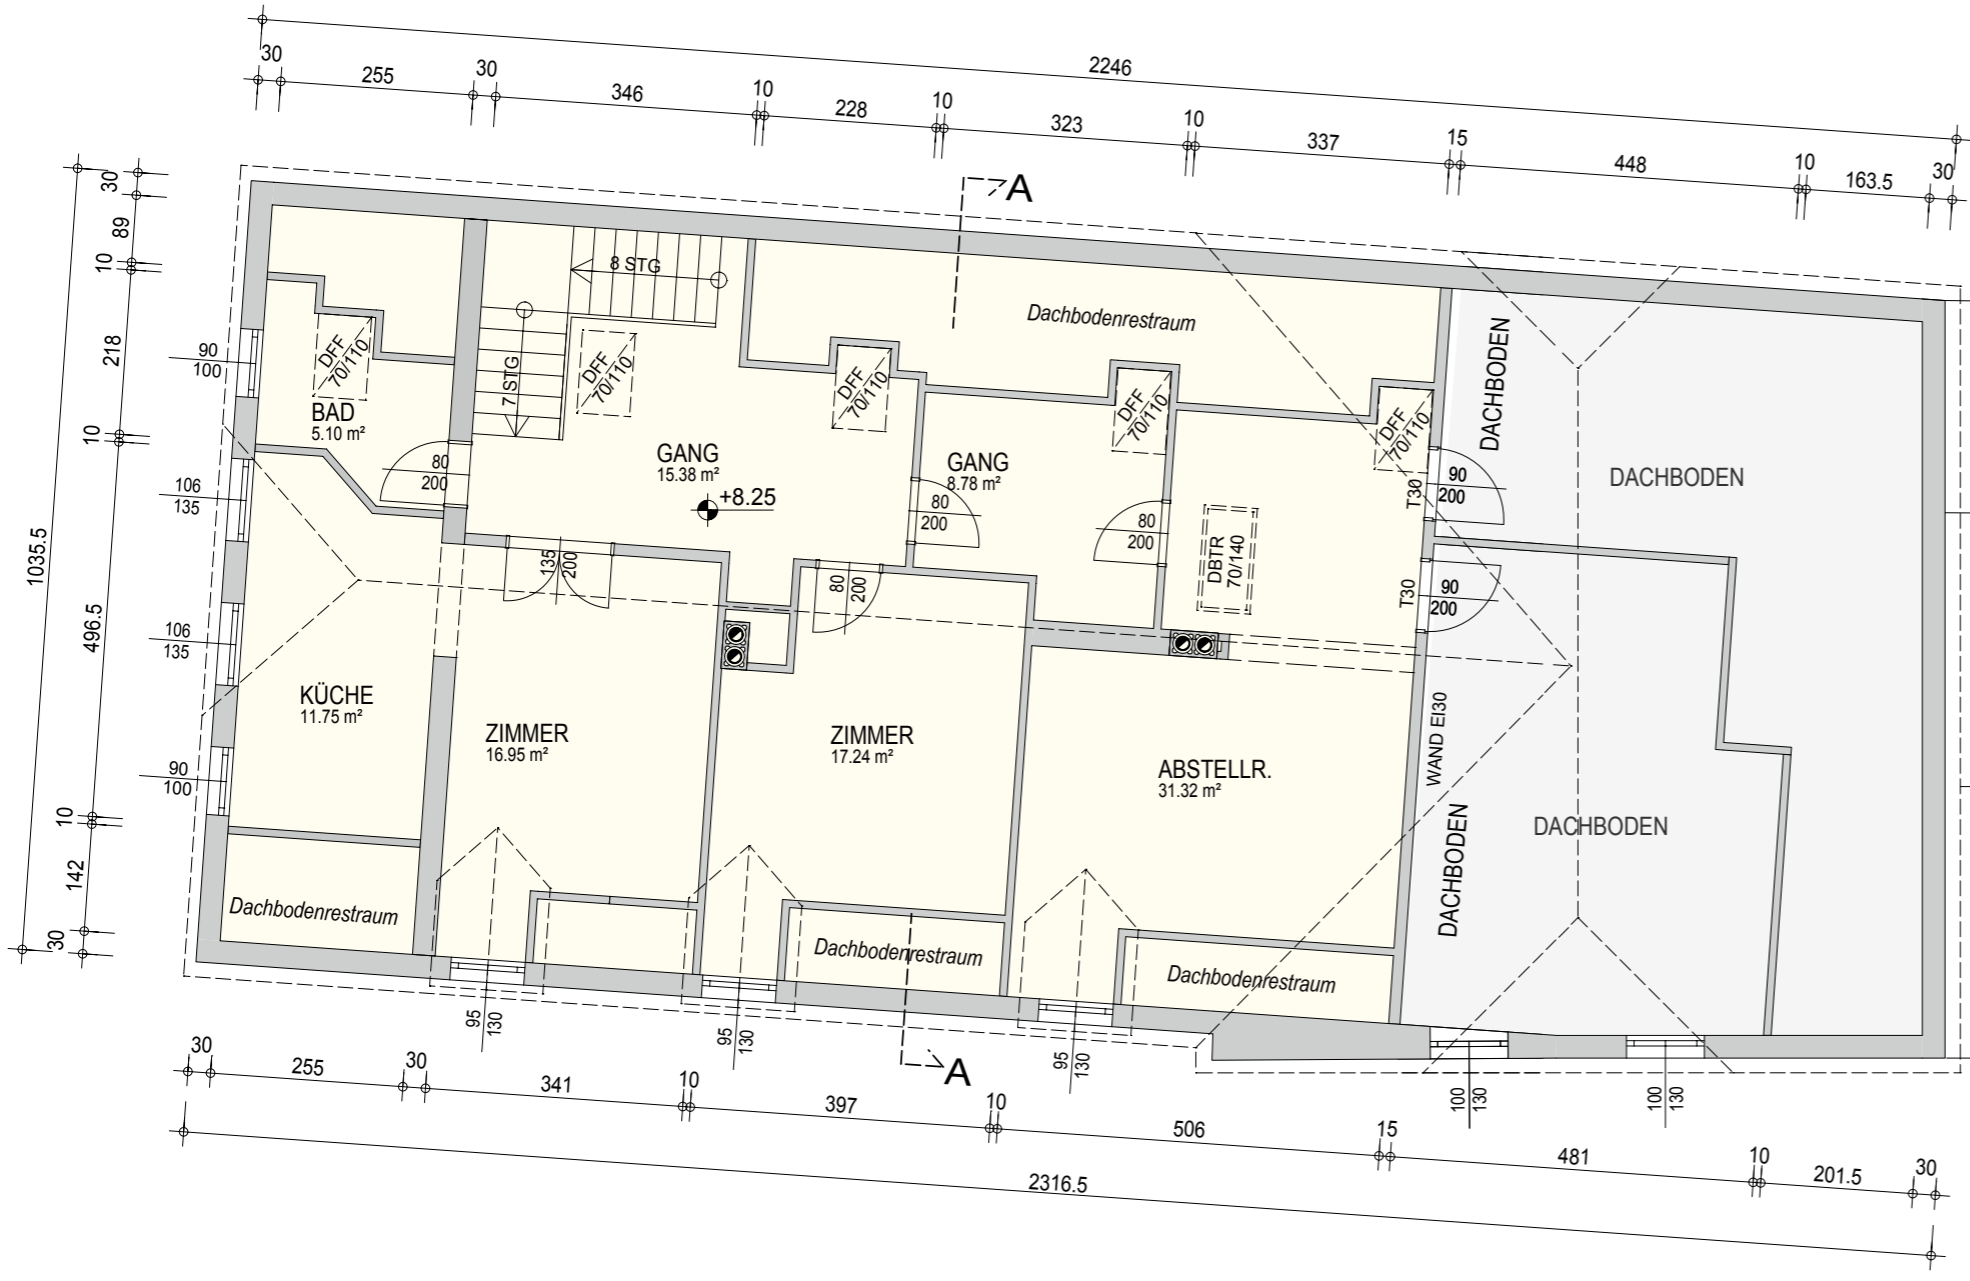 2246
30
255
30
346
10
228
10
323
10
337
15
448
10
163.5
30
A
1035.5
30
89
10
218
10
496.5
10
142
30
8 STG
7 STG
DFF
70/110
DFF
70/110
DFF
70/110
DFF
70/110
DFF
70/110
Dachbodenrestraum
DACHBODEN
DACHBODEN
90
100
106
135
106
135
90
100
BAD
5.10 m²
80
200
GANG
15.38 m²
+8.25
GANG
8.78 m²
80
200
80
200
T30
90
200
DBTR
70/140
T30
90
200
135
200
80
200
KÜCHE
11.75 m²
ZIMMER
16.95 m²
ZIMMER
17.24 m²
ABSTELLR.
31.32 m²
WAND EI30
DACHBODEN
DACHBODEN
Dachbodenrestraum
Dachbodenrestraum
Dachbodenrestraum
95
130
95
130
95
130
100
130
100
130
A
30
255
30
341
10
397
10
506
15
481
10
201.5
30
2316.5